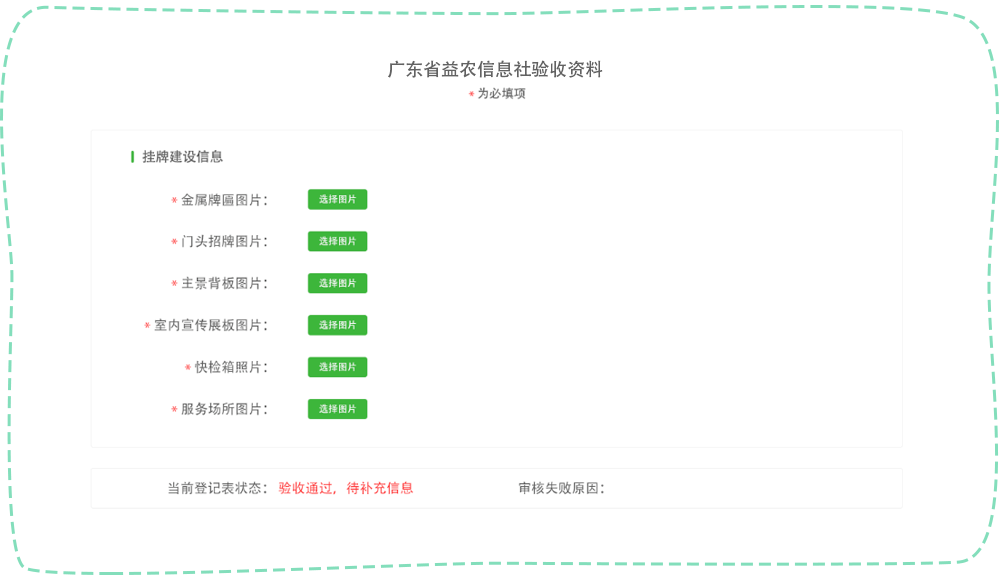 广东省益农信息社验收资料
* 为必填项
挂牌建设信息
* 金属牌匾图片： 选择图片
* 门头招牌图片： 选择图片
* 主景背板图片： 选择图片
* 室内宣传展板图片： 选择图片
* 快检箱照片： 选择图片
* 服务场所图片： 选择图片
当前登记表状态： 验收通过，待补充信息 审核失败原因：